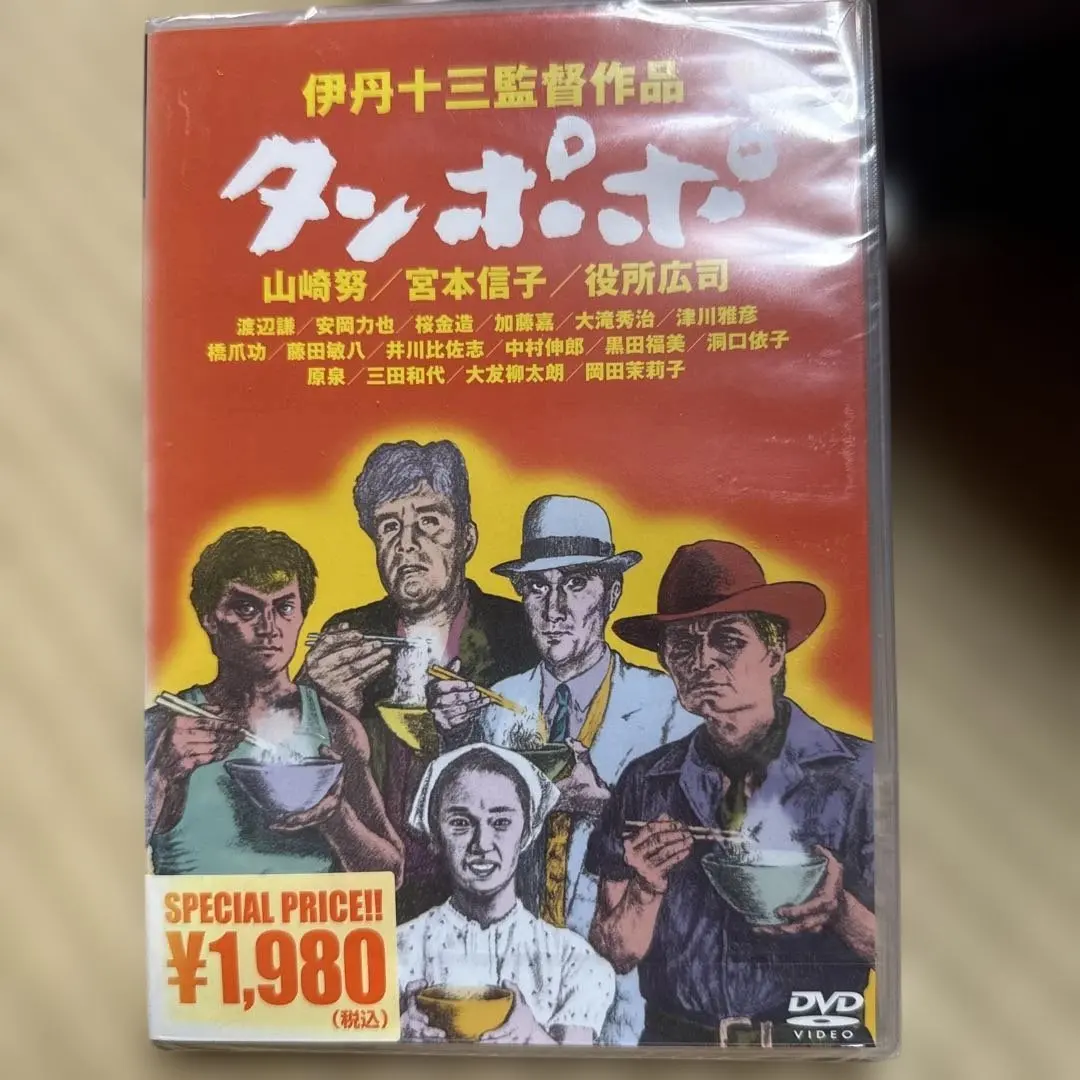 伊丹十三監督作品
タンポポ
山崎努／宮本信子／役所広司
渡辺謙／安岡力也／桜金造／加藤嘉／大滝秀治／津川雅彦
橋爪功／藤田敏八／井川比佐志／中村伸郎／黒田福美／洞口依子
原泉／三田和代／大友柳太朗／岡田茉莉子
SPECIAL PRICE!!
¥1,980
(税込)
DVD
VIDEO